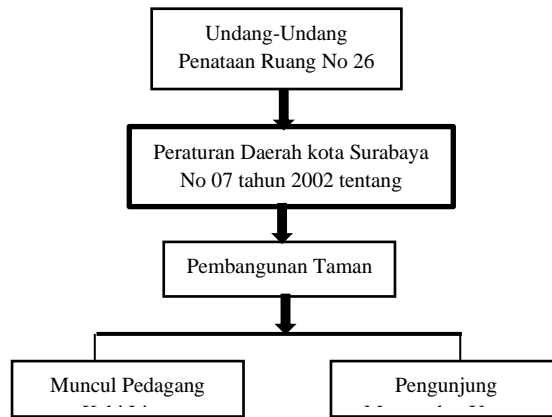 Undang-Undang
Penataan Ruang No 26
Peraturan Daerah kota Surabaya
No 07 tahun 2002 tentang
Pembangunan Taman
Muncul Pedagang
Pengunjung